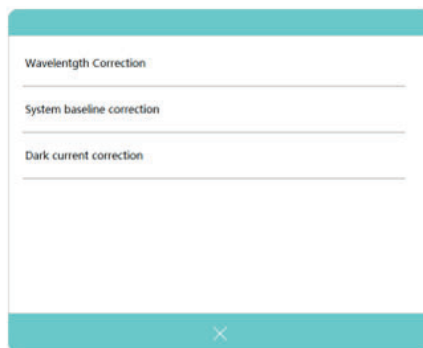 Wavelentgth Correction
System baseline correction
Dark current correction